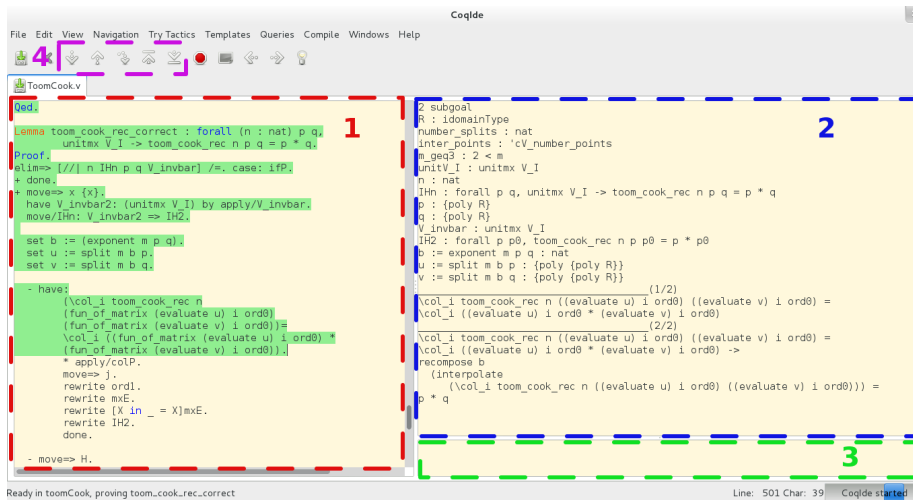 CoqIde
File Edit View Navigation Try Tactics Templates Queries Compile Windows Help
4
ToomCook.v
Qed.
1
Lemma toom_cook_rec_correct : forall (n : nat) p q,
unitmx V_I -> toom_cook_rec n p q = p * q.
Proof.
elim=> [//| n IHn p q V_invbar] /=. case: ifP.
+ done.
+ move=> x {x}.
have V_invbar2: (unitmx V_I) by apply/V_invbar.
move/IHn: V_invbar2 => IH2.
set b := (exponent m p q).
set u := split m b p.
set v := split m b q.
- have:
(\col_i toom_cook_rec n
(fun_of_matrix (evaluate u) i ord0)
(fun_of_matrix (evaluate v) i ord0))=
\col_i ((fun_of_matrix (evaluate u) i ord0) *
(fun_of_matrix (evaluate v) i ord0)).
* apply/colP.
move=> j.
rewrite ord1.
rewrite mxE.
rewrite [X in _ = X]mxE.
rewrite IH2.
done.
- move=> H.
2 subgoal
2
R : idomainType
number_splits : nat
inter_points : 'cV_number_points
m_geq3 : 2 < m
unitV_I : unitmx V_I
n : nat
IHn : forall p q, unitmx V_I -> toom_cook_rec n p q = p * q
p : {poly R}
q : {poly R}
V_invbar : unitmx V_I
IH2 : forall p p0, toom_cook_rec n p p0 = p * p0
b := exponent m p q : nat
u := split m b p : {poly {poly R}}
v := split m b q : {poly {poly R}}
______________________________________(1/2)
\col_i toom_cook_rec n ((evaluate u) i ord0) ((evaluate v) i ord0) =
\col_i ((evaluate u) i ord0 * (evaluate v) i ord0)
______________________________________(2/2)
\col_i toom_cook_rec n ((evaluate u) i ord0) ((evaluate v) i ord0) =
\col_i ((evaluate u) i ord0 * (evaluate v) i ord0) ->
recompose b
(interpolate
(\col_i toom_cook_rec n ((evaluate u) i ord0) ((evaluate v) i ord0))) =
p * q
3
Ready in toomCook, proving toom_cook_rec_correct
Line: 501 Char: 39 CoqIde started